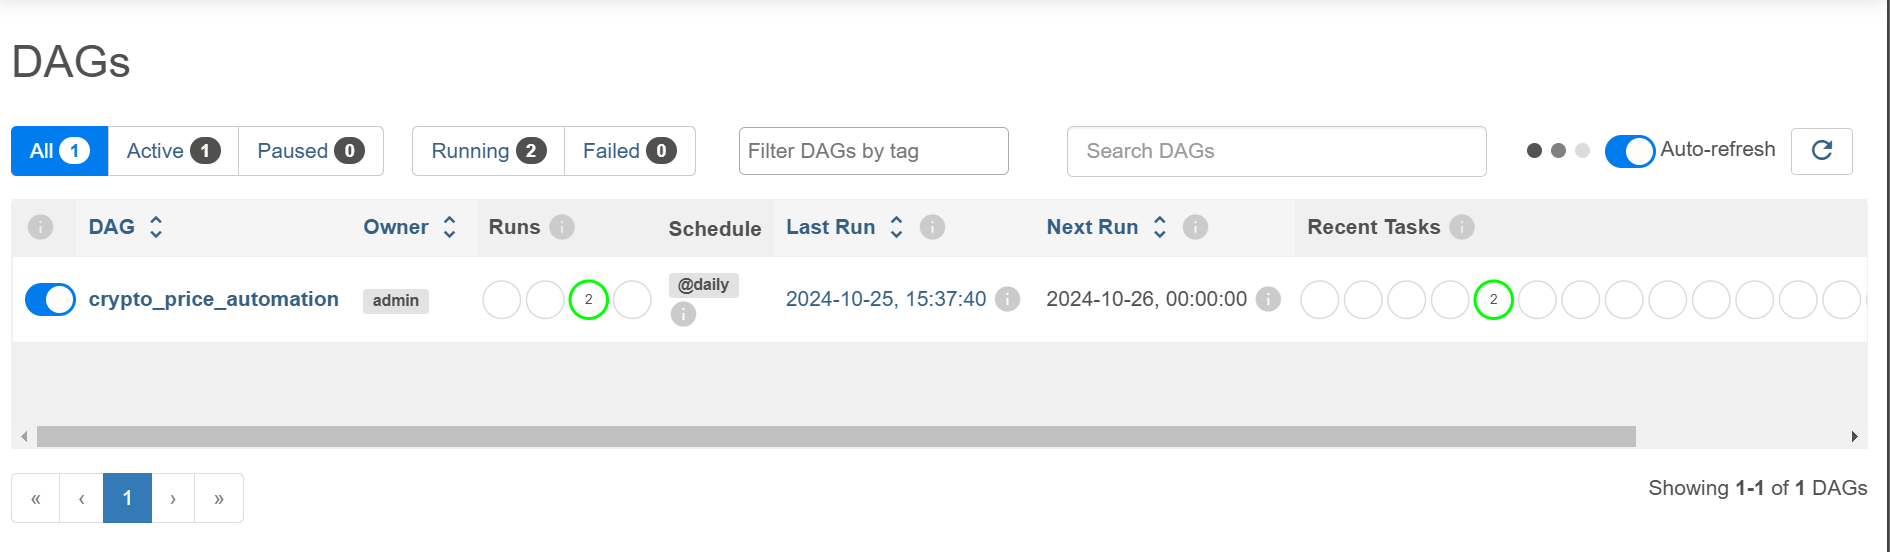 DAGs
All 1 Active 1 Paused 0 Running 2 Failed 0 Filter DAGs by tag Search DAGs Auto-refresh
DAG Owner Runs Schedule Last Run Next Run Recent Tasks
crypto_price_automation admin 2 @daily 2024-10-25, 15:37:40 2024-10-26, 00:00:00 2
« ‹ 1 › » Showing 1-1 of 1 DAGs